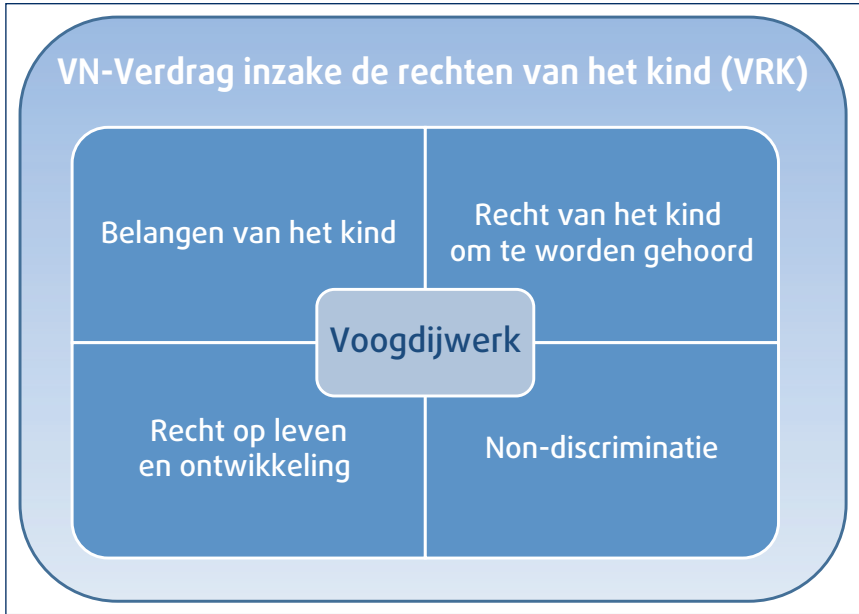 VN-Verdrag inzake de rechten van het kind (VRK)
Belangen van het kind
Recht van het kind
om te worden gehoord
Voogdijwerk
Recht op leven
en ontwikkeling
Non-discriminatie